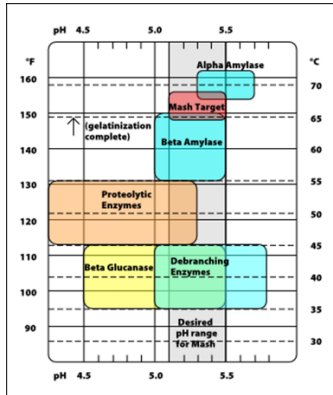 pH 4.5 5.0 5.5
Alpha Amylase
°F °C
160 70
Mash Target
150 65
(gelatinization
complete)
Beta Amylase
140 60
130 55
Proteolytic
Enzymes
120 50
110 45
Beta Glucanase
Debranching
Enzymes
40
100
35
90
Desired
pH range
for Mash
30
pH 4.5 5.0 5.5